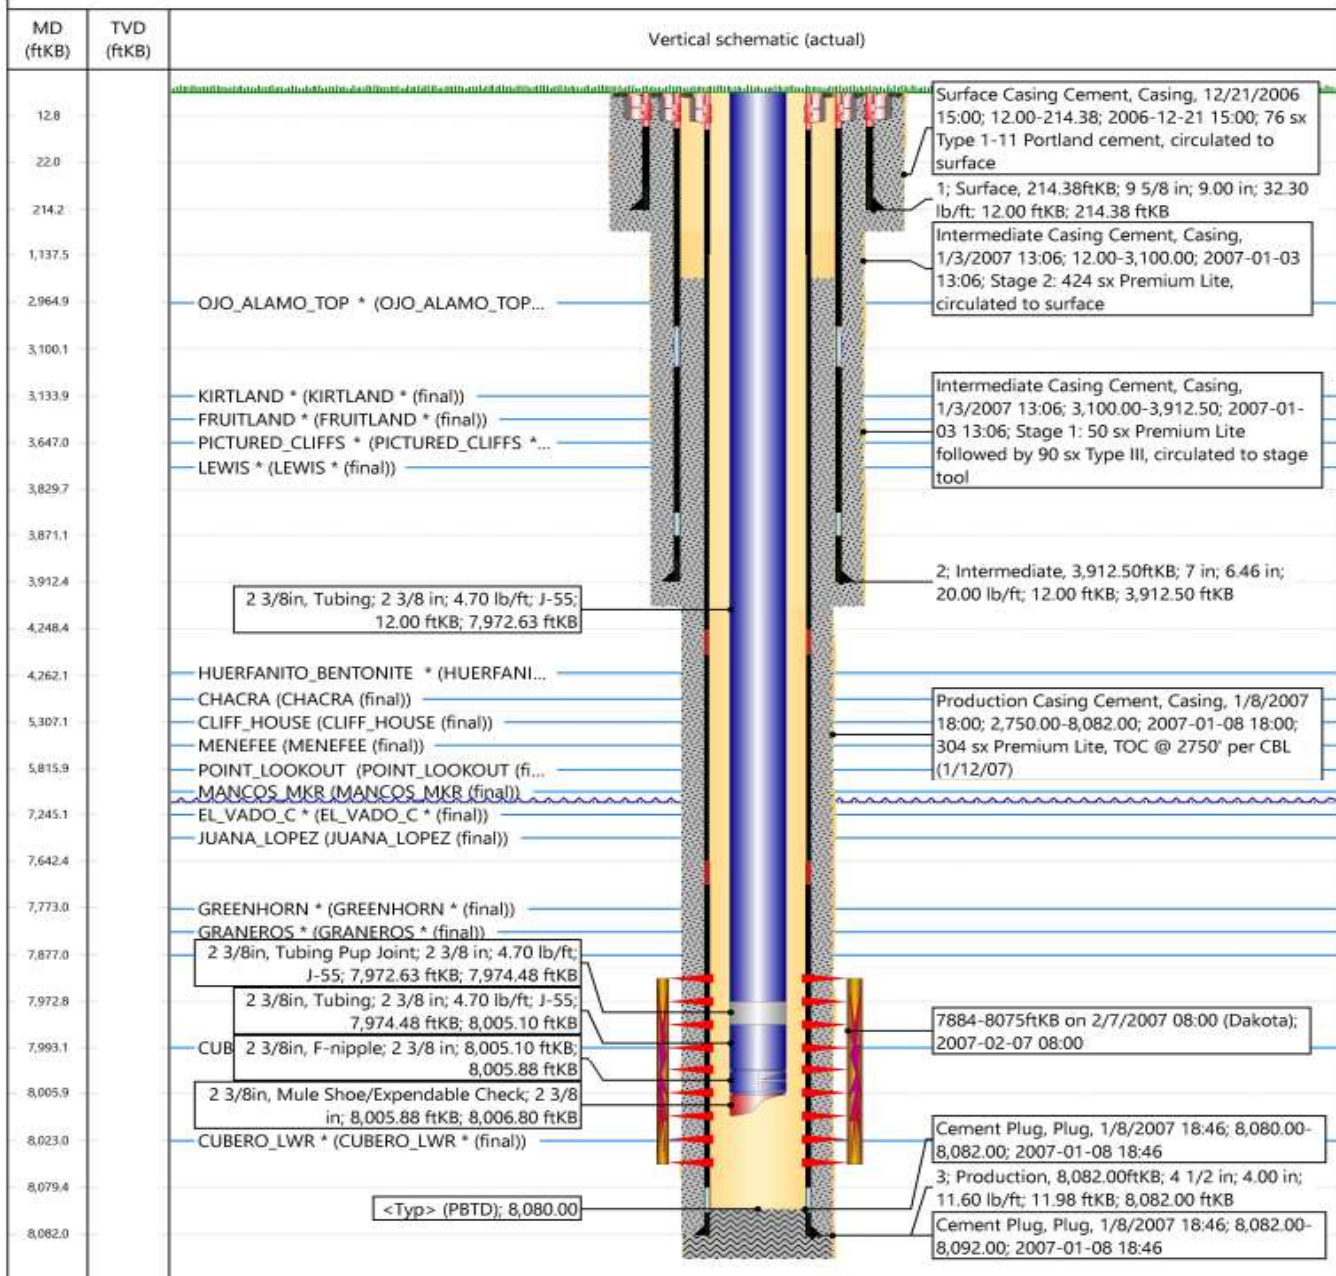 MD
(ftKB)
TVD
(ftKB)
Vertical schematic (actual)
12.8
22.0
214.2
1,137.5
2,964.9
3,100.1
3,133.9
3,647.0
3,829.7
3,871.1
3,912.4
4,248.4
4,262.1
5,307.1
5,815.9
7,245.1
7,642.4
7,773.0
7,877.0
7,972.8
7,993.1
8,005.9
8,023.0
8,079.4
8,082.0
OJO_ALAMO_TOP * (OJO_ALAMO_TOP...
KIRTLAND * (KIRTLAND * (final))
FRUITLAND * (FRUITLAND * (final))
PICTURED_CLIFFS * (PICTURED_CLIFFS *...
LEWIS * (LEWIS * (final))
2 3/8in, Tubing; 2 3/8 in; 4.70 lb/ft; J-55;
12.00 ftKB; 7,972.63 ftKB
HUERFANITO_BENTONITE * (HUERFANI...
CHACRA (CHACRA (final))
CLIFF_HOUSE (CLIFF_HOUSE (final))
MENEFEE (MENEFEE (final))
POINT_LOOKOUT (POINT_LOOKOUT (fi...
MANCOS_MKR (MANCOS_MKR (final))
EL_VADO_C * (EL_VADO_C * (final))
JUANA_LOPEZ (JUANA_LOPEZ (final))
GREENHORN * (GREENHORN * (final))
GRANEROS * (GRANEROS * (final))
2 3/8in, Tubing Pup Joint; 2 3/8 in; 4.70 lb/ft;
J-55; 7,972.63 ftKB; 7,974.48 ftKB
2 3/8in, Tubing; 2 3/8 in; 4.70 lb/ft; J-55;
7,974.48 ftKB; 8,005.10 ftKB
CUB
2 3/8in, F-nipple; 2 3/8 in; 8,005.10 ftKB;
8,005.88 ftKB
2 3/8in, Mule Shoe/Expendable Check; 2 3/8
in; 8,005.88 ftKB; 8,006.80 ftKB
CUBERO_LWR * (CUBERO_LWR * (final))
<Typ> (PBTD); 8,080.00
Surface Casing Cement, Casing, 12/21/2006
15:00; 12.00-214.38; 2006-12-21 15:00; 76 sx
Type 1-11 Portland cement, circulated to
surface
1; Surface, 214.38ftKB; 9 5/8 in; 9.00 in; 32.30
lb/ft; 12.00 ftKB; 214.38 ftKB
Intermediate Casing Cement, Casing,
1/3/2007 13:06; 12.00-3,100.00; 2007-01-03
13:06; Stage 2: 424 sx Premium Lite,
circulated to surface
Intermediate Casing Cement, Casing,
1/3/2007 13:06; 3,100.00-3,912.50; 2007-01-
03 13:06; Stage 1: 50 sx Premium Lite
followed by 90 sx Type III, circulated to stage
tool
2; Intermediate, 3,912.50ftKB; 7 in; 6.46 in;
20.00 lb/ft; 12.00 ftKB; 3,912.50 ftKB
Production Casing Cement, Casing, 1/8/2007
18:00; 2,750.00-8,082.00; 2007-01-08 18:00;
304 sx Premium Lite, TOC @ 2750' per CBL
(1/12/07)
7884-8075ftKB on 2/7/2007 08:00 (Dakota);
2007-02-07 08:00
Cement Plug, Plug, 1/8/2007 18:46; 8,080.00-
8,082.00; 2007-01-08 18:46
3; Production, 8,082.00ftKB; 4 1/2 in; 4.00 in;
11.60 lb/ft; 11.98 ftKB; 8,082.00 ftKB
Cement Plug, Plug, 1/8/2007 18:46; 8,082.00-
8,092.00; 2007-01-08 18:46